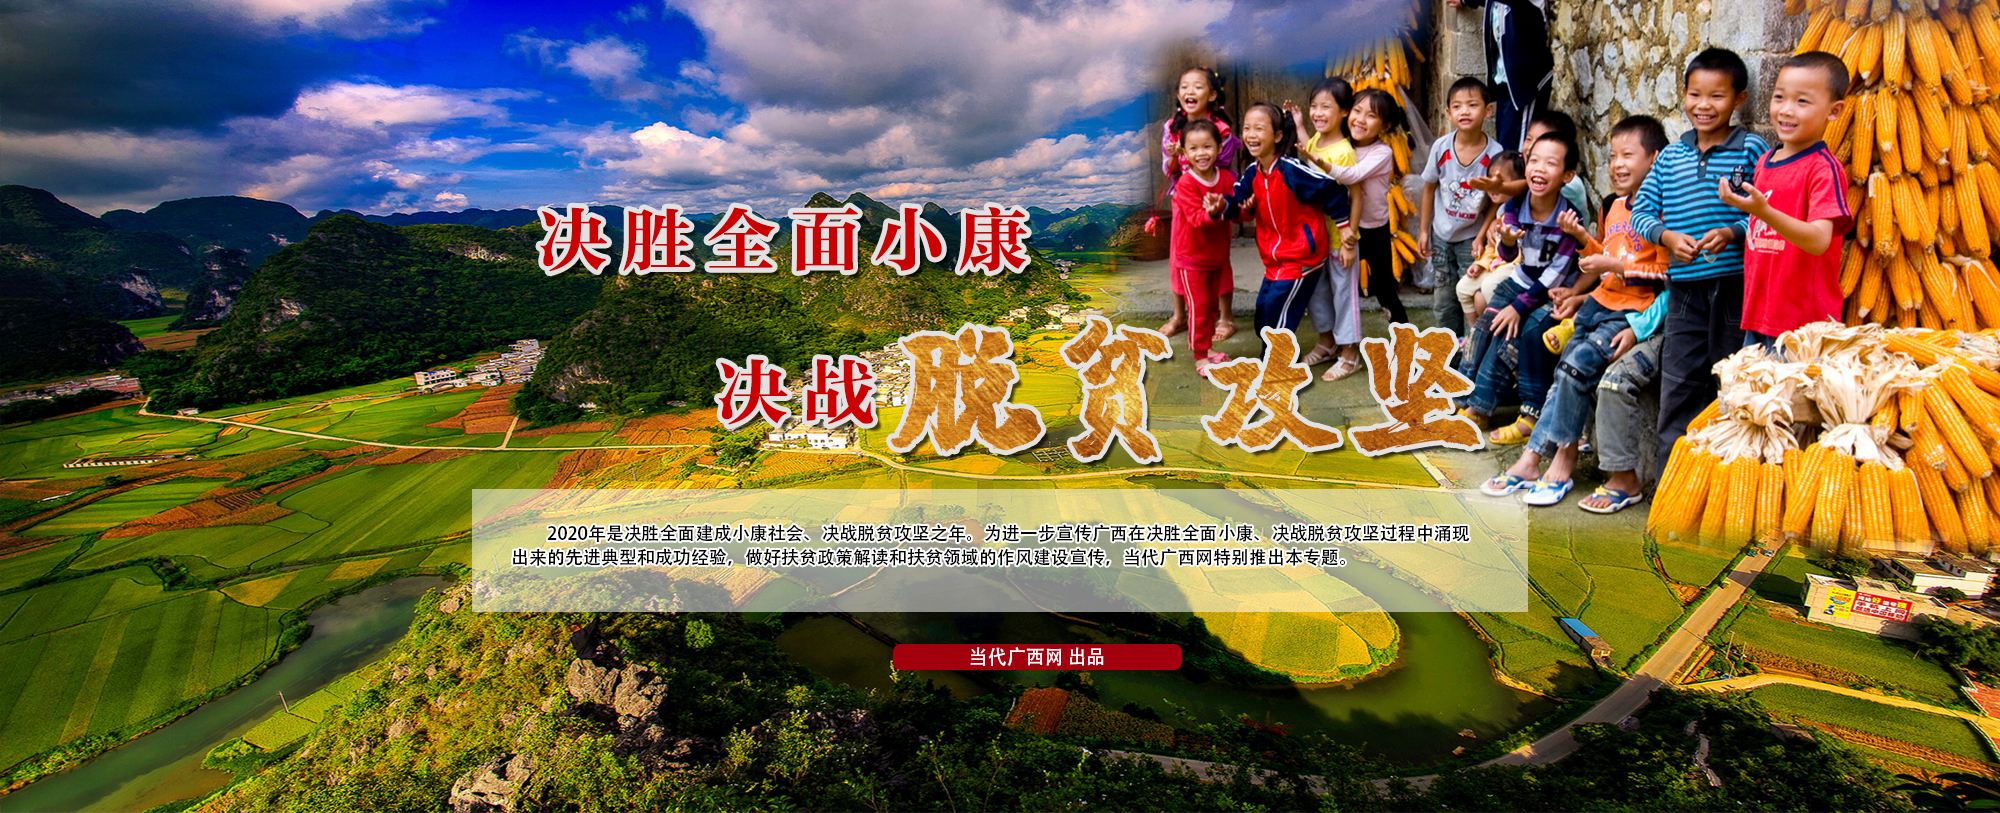 决胜全面小康
决战脱贫攻坚
2020年是决胜全面建成小康社会、决战脱贫攻坚之年。为进一步宣传广西在决胜全面小康、决战脱贫攻坚过程中涌现
出来的先进典型和成功经验，做好扶贫政策解读和扶贫领域的作风建设宣传，当代广西网特别推出本专题。
当代广西网 出品